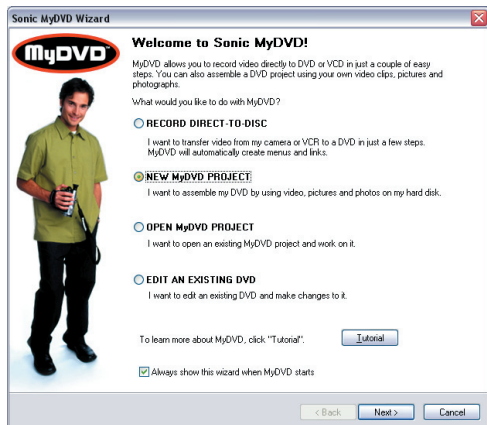 Sonic MyDVD Wizard
MyDVD
Welcome to Sonic MyDVD!
MyDVD allows you to record video directly to DVD or VCD in just a couple of easy
steps. You can also assemble a DVD project using your own video clips, pictures and
photographs.
What would you like to do with MyDVD?
RECORD DIRECT-TO-DISC
I want to transfer video from my camera or VCR to a DVD in just a few steps.
MyDVD will automatically create menus and links.
NEW MyDVD PROJECT
I want to assemble my DVD by using video, pictures and photos on my hard disk.
OPEN MyDVD PROJECT
I want to open an existing MyDVD project and work on it.
EDIT AN EXISTING DVD
I want to edit an existing DVD and make changes to it.
To learn more about MyDVD, click "Tutorial".
Tutorial
Always show this wizard when MyDVD starts
< Back
Next >
Cancel